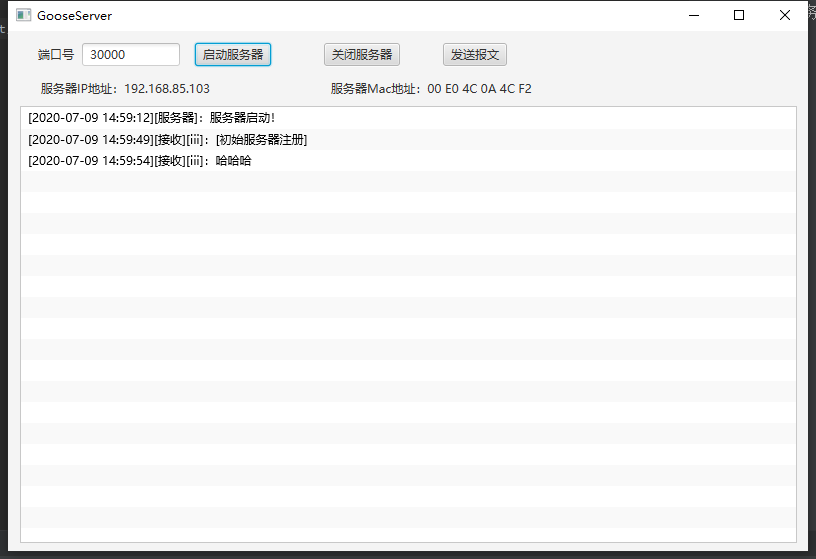 GooseServer
端口号 30000 启动服务器 关闭服务器 发送报文
服务器IP地址：192.168.85.103 服务器Mac地址：00 E0 4C 0A 4C F2
[2020-07-09 14:59:12][服务器]：服务器启动！
[2020-07-09 14:59:49][接收][iii]：[初始服务器注册]
[2020-07-09 14:59:54][接收][iii]：哈哈哈